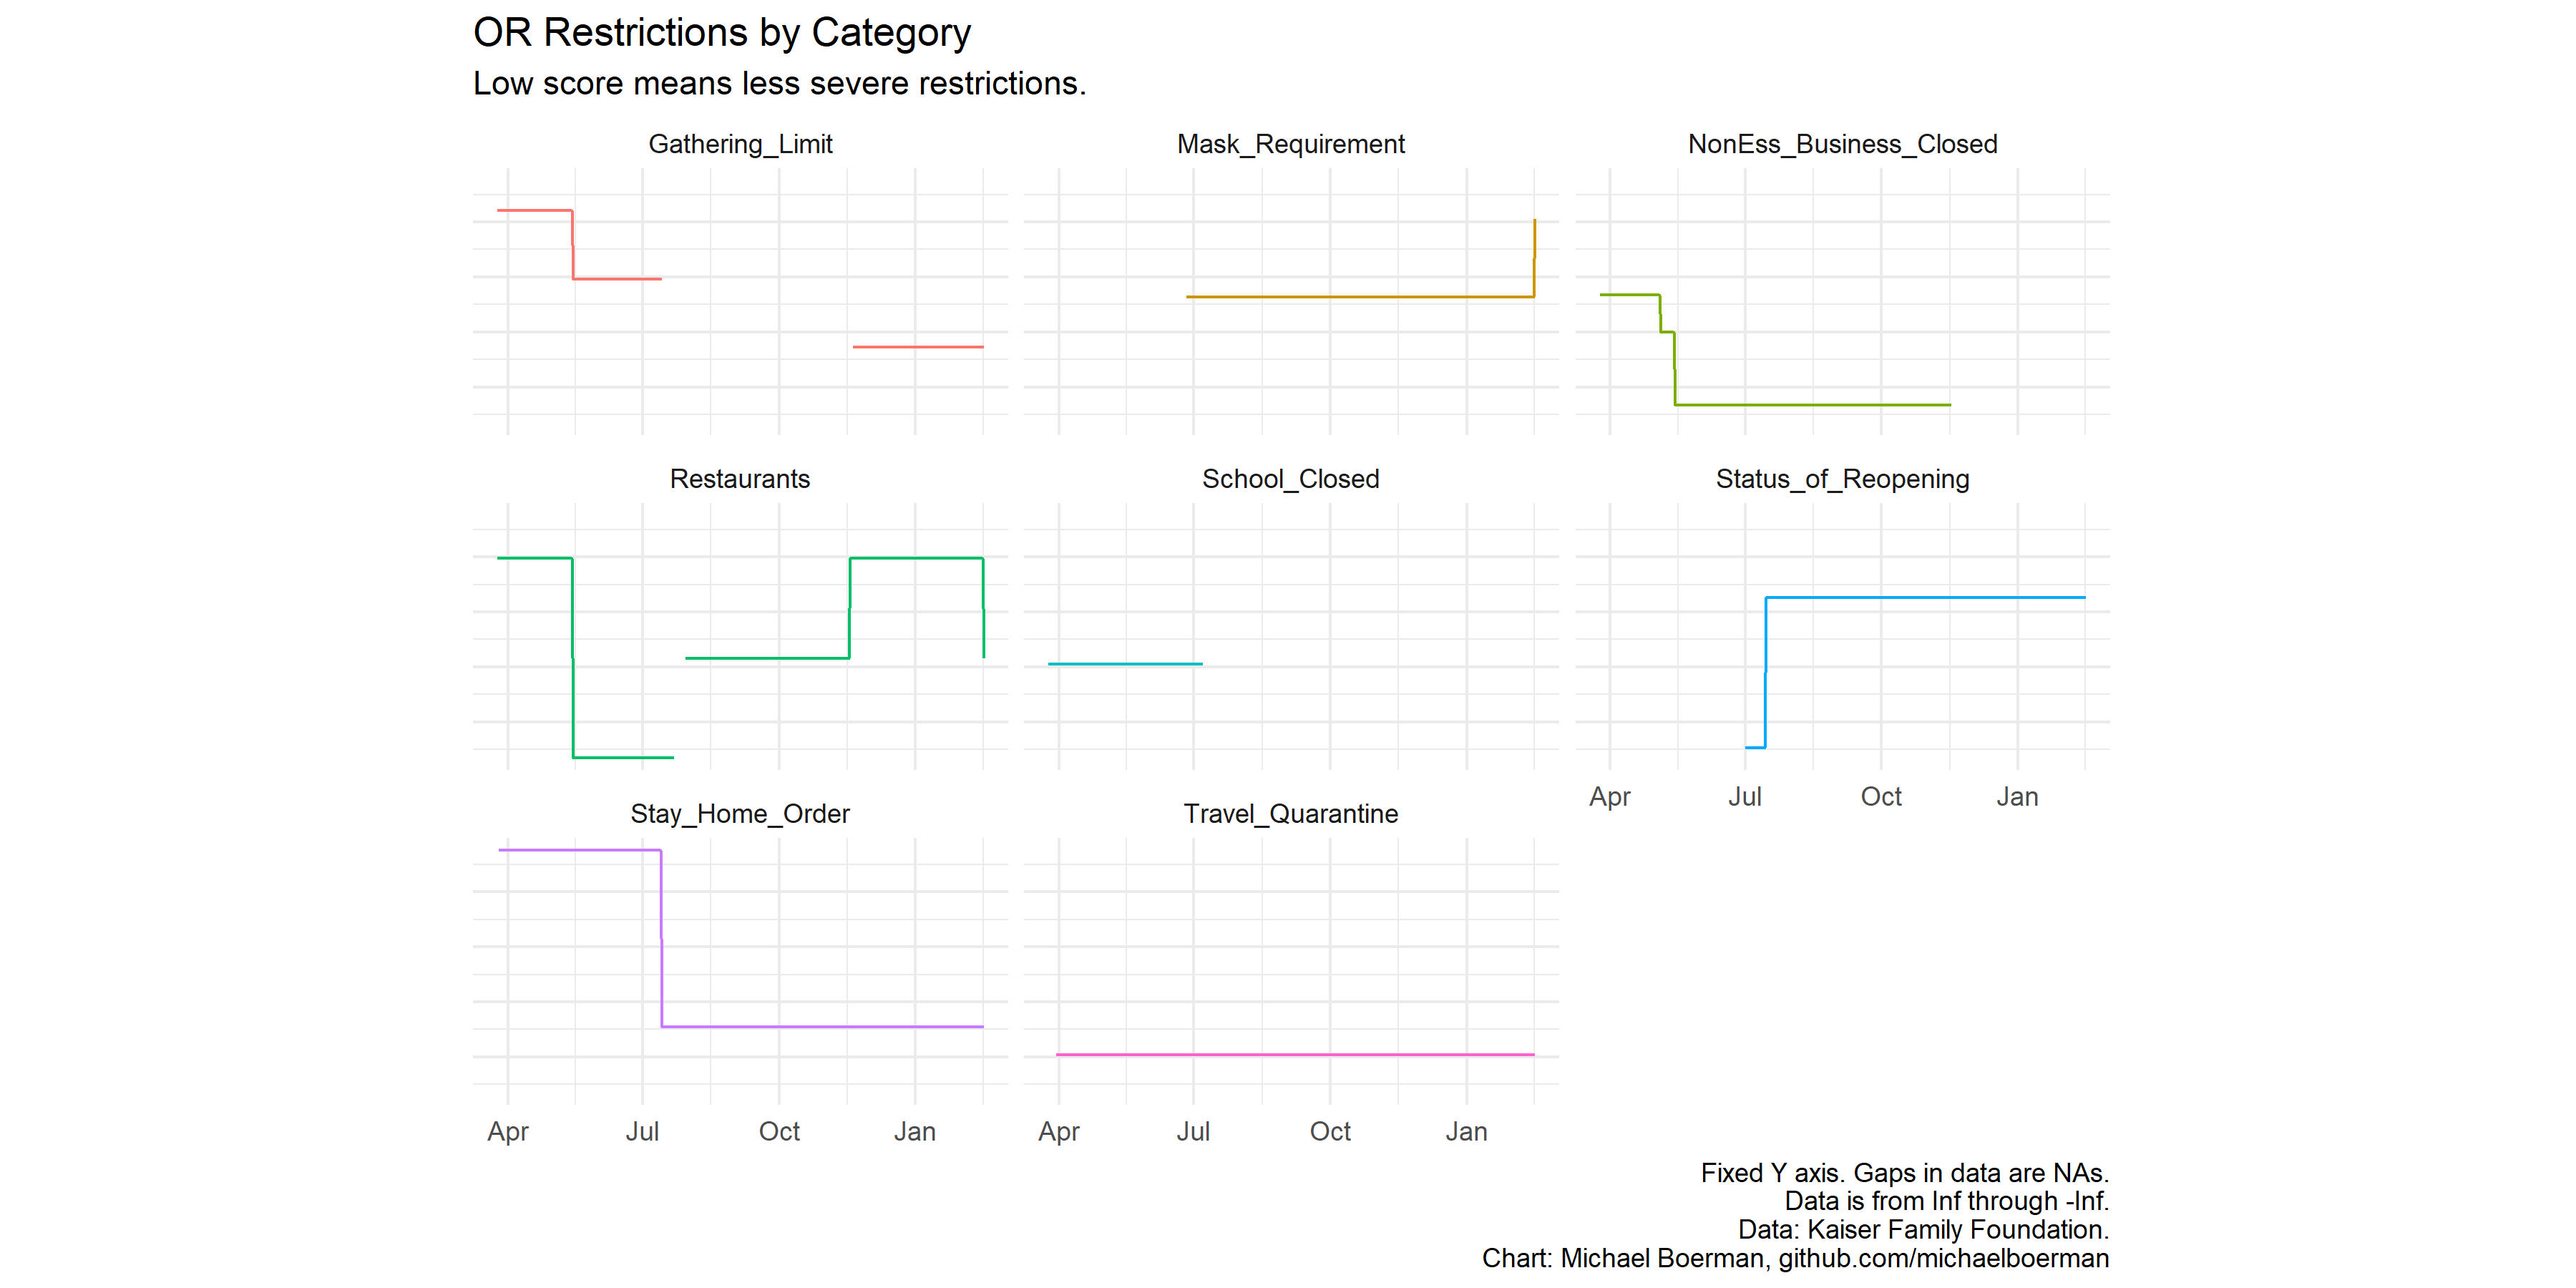 OR Restrictions by Category
Low score means less severe restrictions.
Gathering_Limit
Mask_Requirement
NonEss_Business_Closed
Restaurants
School_Closed
Status_of_Reopening
Apr Jul Oct Jan
Stay_Home_Order
Travel_Quarantine
Apr Jul Oct Jan
Apr Jul Oct Jan
Fixed Y axis. Gaps in data are NAs.
Data is from Inf through -Inf.
Data: Kaiser Family Foundation.
Chart: Michael Boerman, github.com/michaelboerman